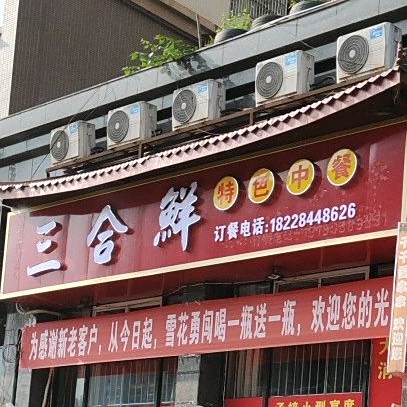 三合鲜
特色中餐
订餐电话:18228448626
为感谢新老客户,从今日起,雪花勇闯喝一瓶送一瓶,欢迎您的光